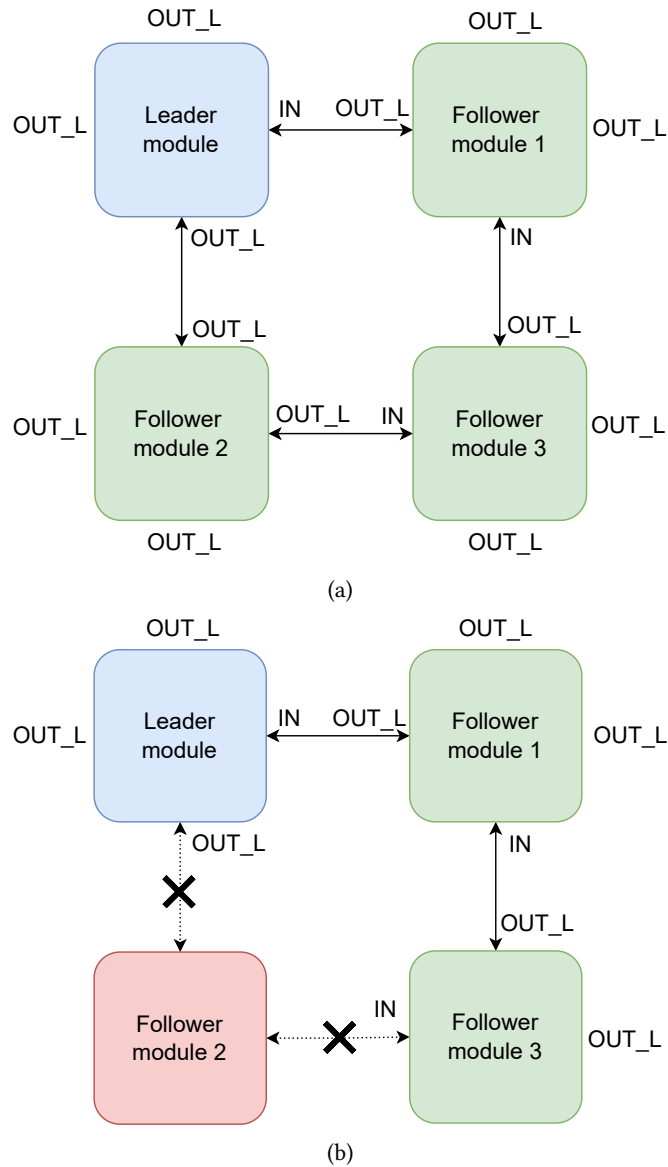 OUT_L OUT_L
OUT_L Leader module IN OUT_L Follower module 1 OUT_L
OUT_L IN
OUT_L OUT_L
OUT_L Follower module 2 OUT_L IN Follower module 3 OUT_L
OUT_L OUT_L
(a)
OUT_L OUT_L
OUT_L Leader module IN OUT_L Follower module 1 OUT_L
OUT_L IN
OUT_L
Follower module 2 IN Follower module 3 OUT_L
(b)